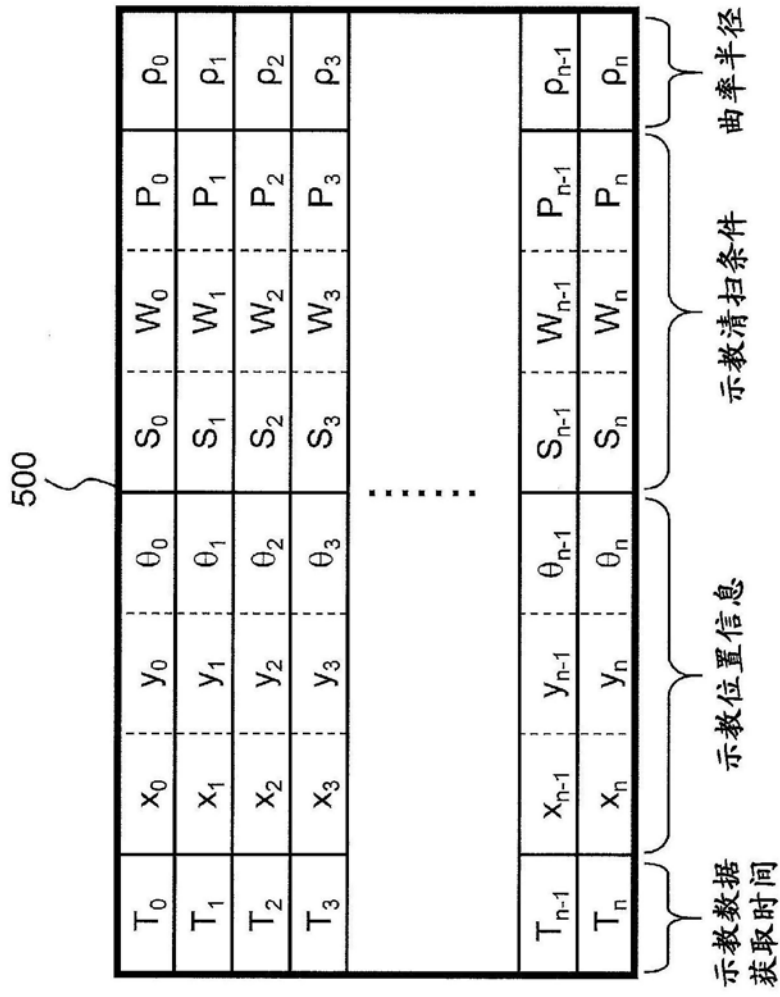 500
T₀ x₀ y₀ θ₀ S₀ W₀ P₀ ρ₀
T₁ x₁ y₁ θ₁ S₁ W₁ P₁ ρ₁
T₂ x₂ y₂ θ₂ S₂ W₂ P₂ ρ₂
T₃ x₃ y₃ θ₃ S₃ W₃ P₃ ρ₃
.......
Tₙ₋₁ xₙ₋₁ yₙ₋₁ θₙ₋₁ Sₙ₋₁ Wₙ₋₁ Pₙ₋₁ ρₙ₋₁
Tₙ xₙ yₙ θₙ Sₙ Wₙ Pₙ ρₙ
示教数据
获取时间
示教位置信息
示教清扫条件
曲率半径